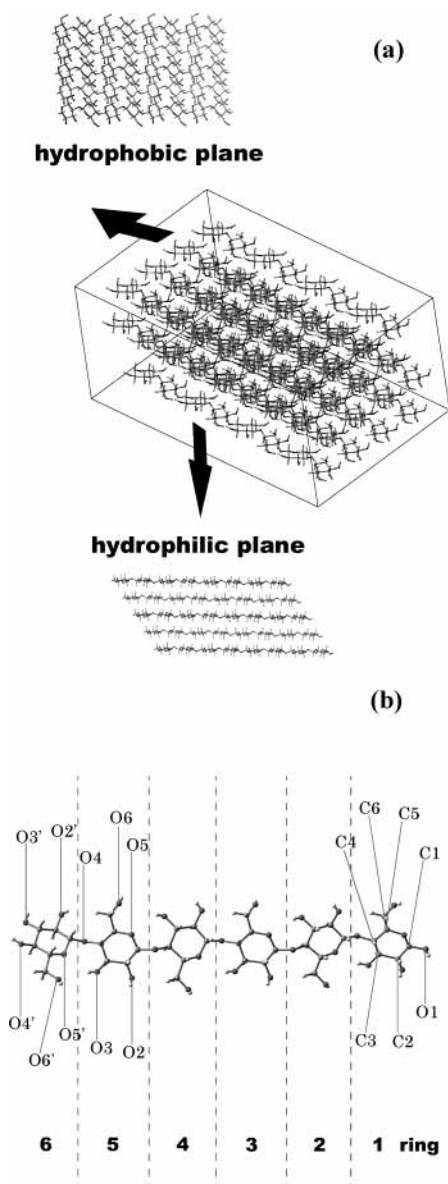 (a)
hydrophobic plane
hydrophilic plane
(b)
O6
O3' O2' O4 O5
C6 C5
C4 C1
O4' O1
O6' O5' O3 O2
C3 C2
6 5 4 3 2 1 ring